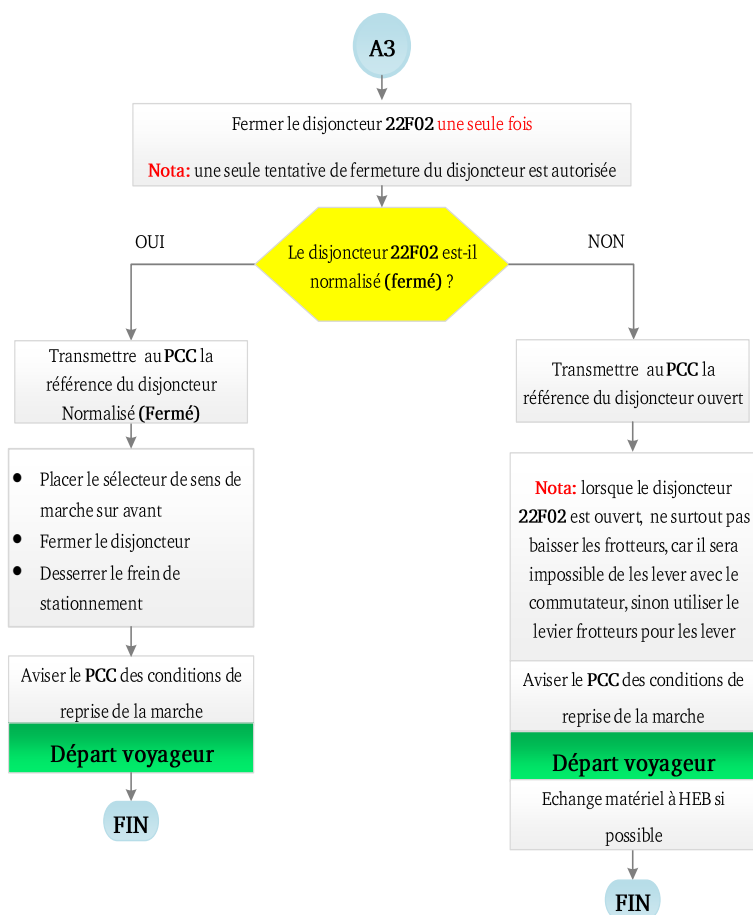 A3
Fermer le disjoncteur 22F02 une seule fois
Nota: une seule tentative de fermeture du disjoncteur est autorisée
Le disjoncteur 22F02 est-il
normalisé (fermé) ?
OUI
NON
Transmettre au PCC la
référence du disjoncteur
Normalisé (Fermé)
• Placer le sélecteur de sens de
marche sur avant
• Fermer le disjoncteur
• Desserrer le frein de
stationnement
Aviser le PCC des conditions de
reprise de la marche
Départ voyageur
FIN
Transmettre au PCC la
référence du disjoncteur ouvert
Nota: lorsque le disjoncteur
22F02 est ouvert, ne surtout pas
baisser les frotteurs, car il sera
impossible de les lever avec le
commutateur, sinon utiliser le
levier frotteurs pour les lever
Aviser le PCC des conditions de
reprise de la marche
Départ voyageur
Echange matériel à HEB si
possible
FIN